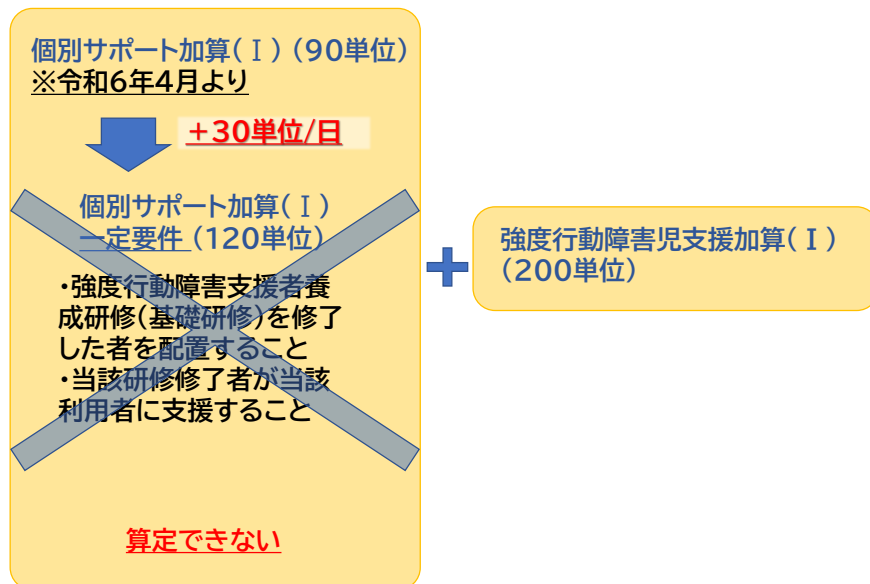 個別サポート加算(Ⅰ)(90単位)
※令和6年4月より
+30単位/日
個別サポート加算(Ⅰ)
一定要件(120単位)
・強度行動障害支援者養
成研修(基礎研修)を修了
した者を配置すること
・当該研修修了者が当該
利用者に支援すること
算定できない
強度行動障害児支援加算(Ⅰ)
(200単位)